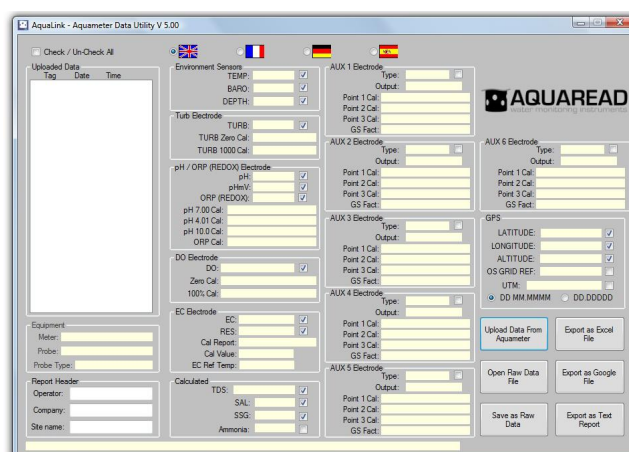 AquaLink - Aquameter Data Utility V 5.00
Check / Un-Check All
Uploaded Data
Tag Date Time
Equipment
Meter:
Probe:
Probe Type:
Report Header
Operator:
Company:
Site name:
Environment Sensors
TEMP:
BARO:
DEPTH:
Turb Electrode
TURB:
TURB Zero Cal:
TURB 1000 Cal:
pH / ORP (REDOX) Electrode
pH:
pHmV:
ORP (REDOX):
pH 7.00 Cal:
pH 4.01 Cal:
pH 10.0 Cal:
ORP Cal:
DO Electrode
DO:
Zero Cal:
100% Cal:
EC Electrode
EC:
RES:
Cal Report:
Cal Value:
EC Ref Temp:
Calculated
TDS:
SAL:
SSG:
Ammonia:
AUX 1 Electrode
Type:
Output:
Point 1 Cal:
Point 2 Cal:
Point 3 Cal:
GS Fact:
AUX 2 Electrode
Type:
Output:
Point 1 Cal:
Point 2 Cal:
Point 3 Cal:
GS Fact:
AUX 3 Electrode
Type:
Output:
Point 1 Cal:
Point 2 Cal:
Point 3 Cal:
GS Fact:
AUX 4 Electrode
Type:
Output:
Point 1 Cal:
Point 2 Cal:
Point 3 Cal:
GS Fact:
AUX 5 Electrode
Type:
Output:
Point 1 Cal:
Point 2 Cal:
Point 3 Cal:
GS Fact:
AQUAREAD
water monitoring instruments
AUX 6 Electrode
Type:
Output:
Point 1 Cal:
Point 2 Cal:
Point 3 Cal:
GS Fact:
GPS
LATITUDE:
LONGITUDE:
ALTITUDE:
OS GRID REF:
UTM:
DD MM.MMMM DD.DDDDD
Upload Data From
Aquameter
Export as Excel
File
Open Raw Data
File
Export as Google
File
Save as Raw
Data
Export as Text
Report